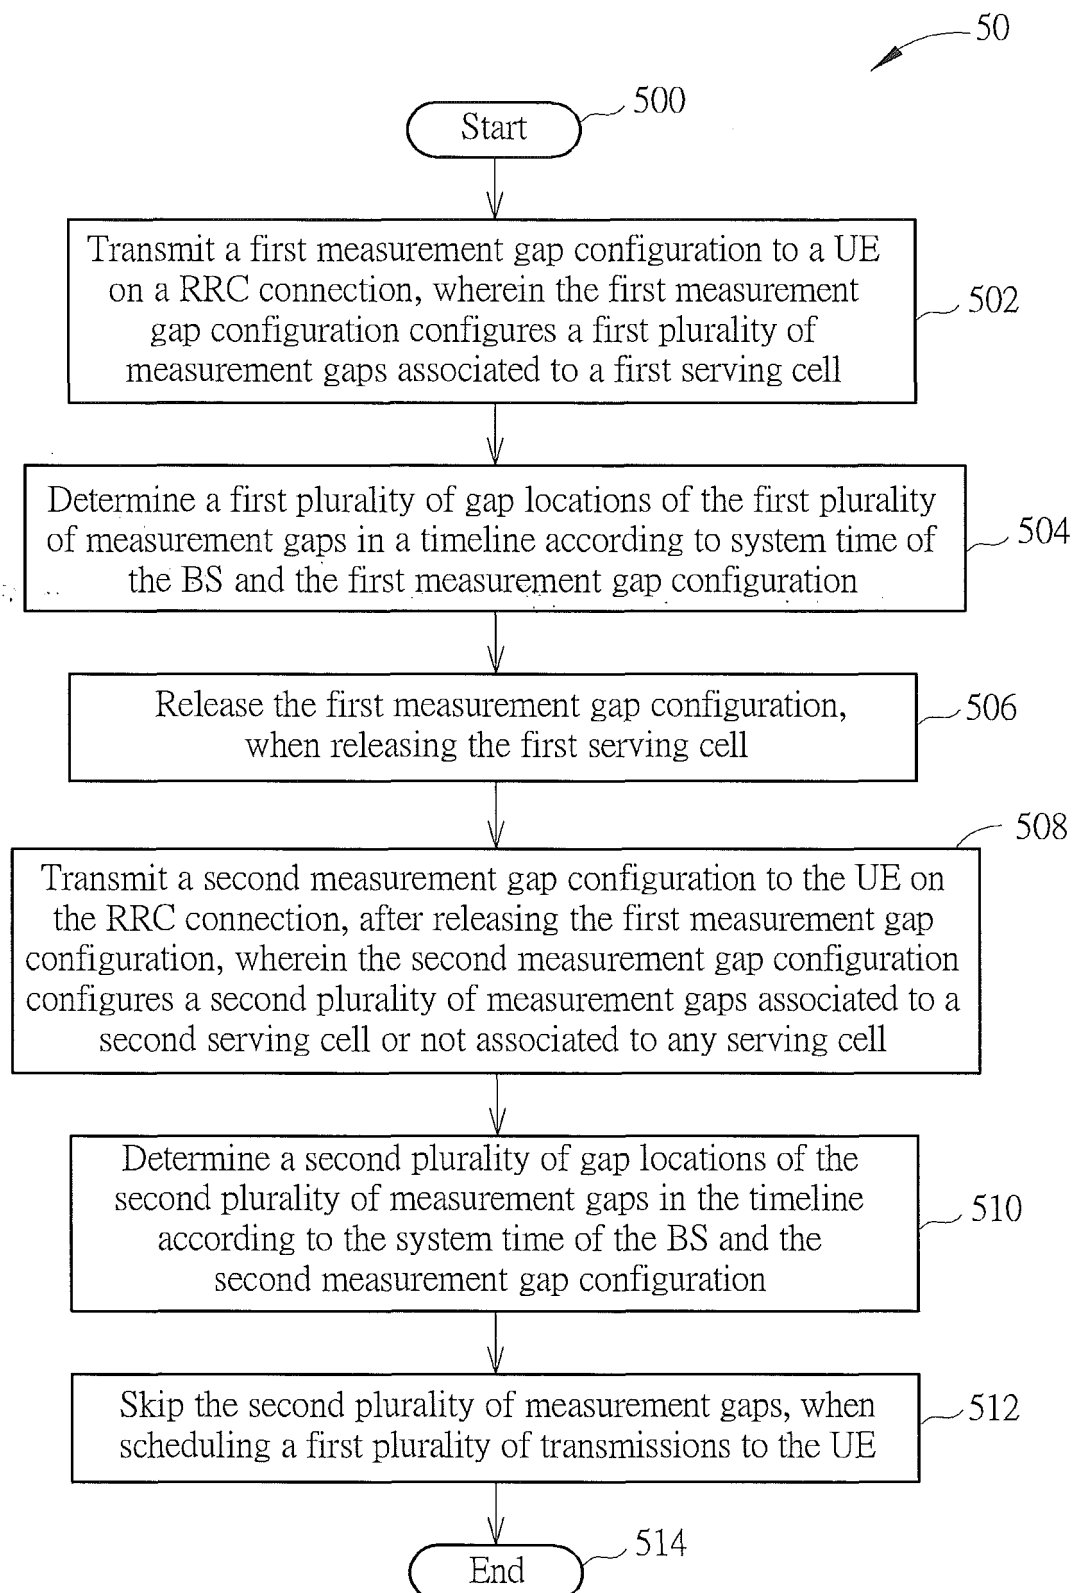 50
Start
500
Transmit a first measurement gap configuration to a UE
on a RRC connection, wherein the first measurement
gap configuration configures a first plurality of
measurement gaps associated to a first serving cell
502
Determine a first plurality of gap locations of the first plurality
of measurement gaps in a timeline according to system time of
the BS and the first measurement gap configuration
504
Release the first measurement gap configuration,
when releasing the first serving cell
506
508
Transmit a second measurement gap configuration to the UE on
the RRC connection, after releasing the first measurement gap
configuration, wherein the second measurement gap configuration
configures a second plurality of measurement gaps associated to a
second serving cell or not associated to any serving cell
Determine a second plurality of gap locations of the
second plurality of measurement gaps in the timeline
according to the system time of the BS and the
second measurement gap configuration
510
Skip the second plurality of measurement gaps, when
scheduling a first plurality of transmissions to the UE
512
End
514